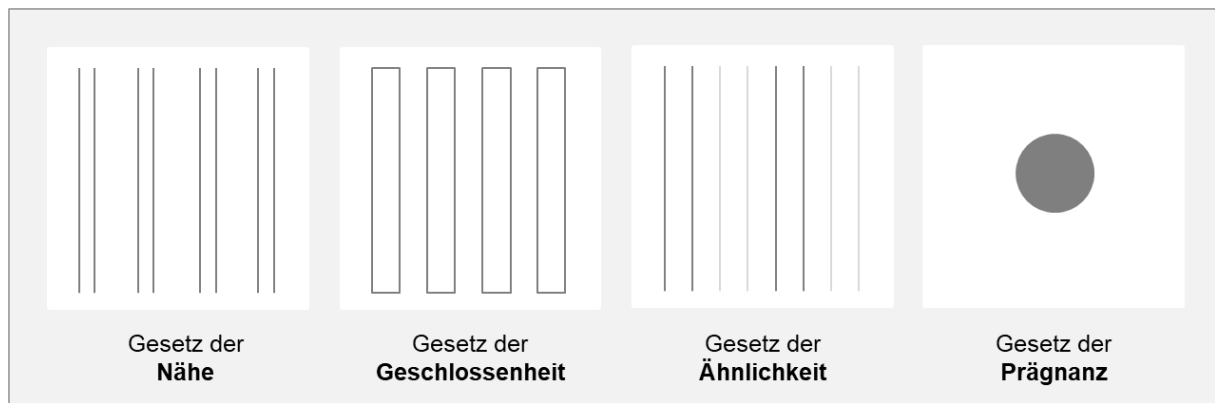 Gesetz der
Nähe
Gesetz der
Geschlossenheit
Gesetz der
Ähnlichkeit
Gesetz der
Prägnanz